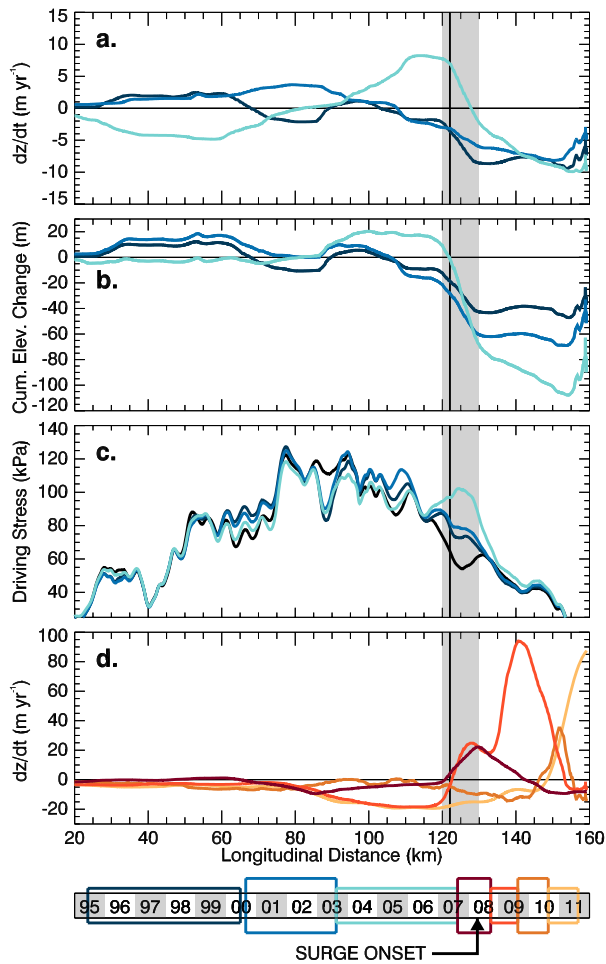 a.
15
10
5
0
-5
-10
-15
dz/dt (m yr⁻¹)
b.
20
0
-20
-40
-60
-80
-100
-120
Cum. Elev. Change (m)
c.
140
120
100
80
60
40
Driving Stress (kPa)
d.
100
80
60
40
20
0
-20
dz/dt (m yr⁻¹)
20 40 60 80 100 120 140 160
Longitudinal Distance (km)
95 96 97 98 99 00 01 02 03 04 05 06 07 08 09 10 11
SURGE ONSET